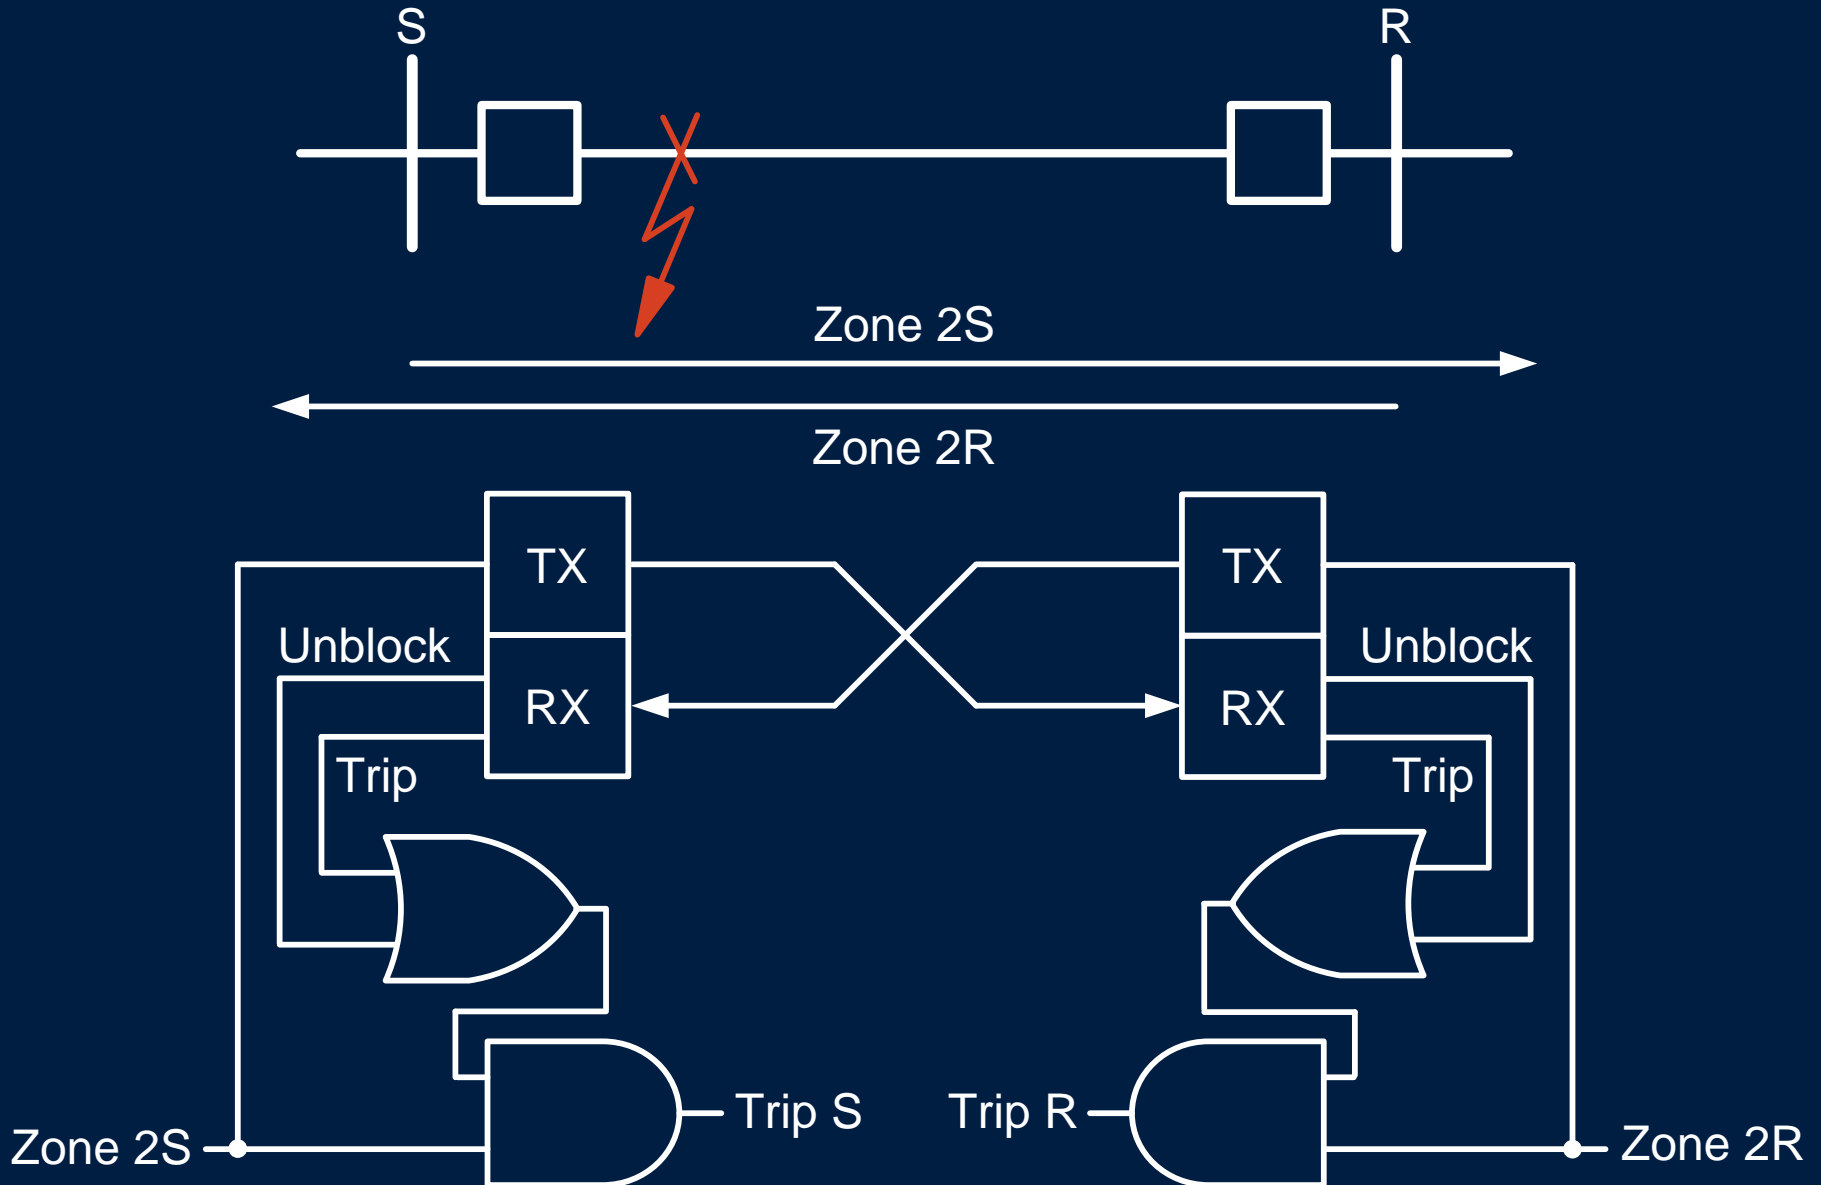 S
R
Zone 2S
Zone 2R
TX
TX
Unblock
Unblock
RX
RX
Trip
Trip
Trip S
Trip R
Zone 2S
Zone 2R